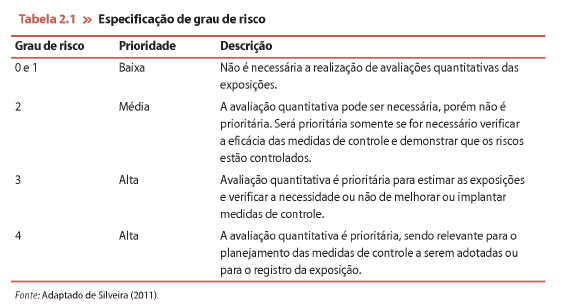 Tabela 2.1 » Especificação de grau de risco
Grau de risco Prioridade Descrição
0 e 1 Baixa Não é necessária a realização de avaliações quantitativas das
exposições.
2 Média A avaliação quantitativa pode ser necessária, porém não é
prioritária. Será prioritária somente se for necessário verificar
a eficácia das medidas de controle e demonstrar que os riscos
estão controlados.
3 Alta Avaliação quantitativa é prioritária para estimar as exposições
e verificar a necessidade ou não de melhorar ou implantar
medidas de controle.
4 Alta A avaliação quantitativa é prioritária, sendo relevante para o
planejamento das medidas de controle a serem adotadas ou
para o registro da exposição.
Fonte: Adaptado de Silveira (2011).